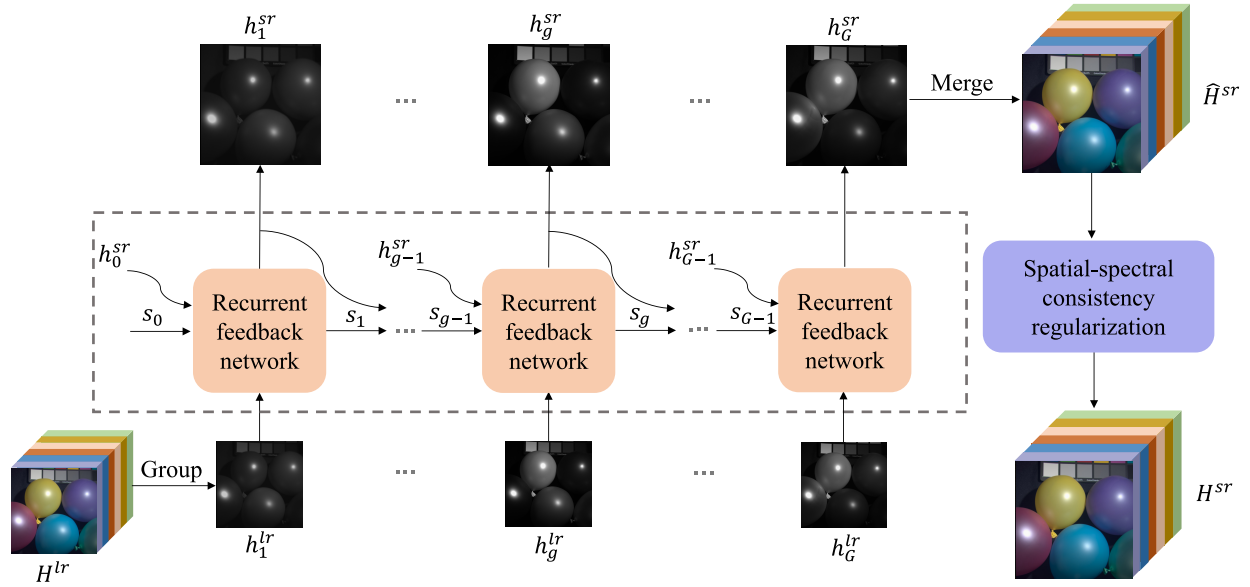 h_1^{sr}
h_g^{sr}
h_G^{sr}
...
...
Merge
Ĥ^{sr}
h_0^{sr}
h_{g-1}^{sr}
h_{G-1}^{sr}
s_0
Recurrent
feedback
network
s_1
...
s_{g-1}
Recurrent
feedback
network
s_g
...
s_{G-1}
Recurrent
feedback
network
Spatial-spectral
consistency
regularization
Group
...
...
H^{lr}
h_1^{lr}
h_g^{lr}
h_G^{lr}
H^{sr}